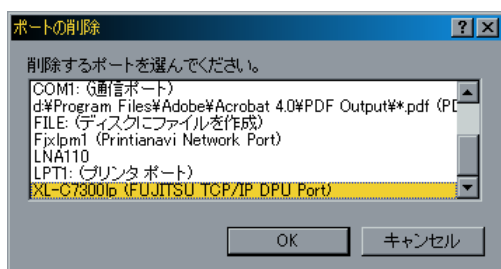 ポートの削除
削除するポートを選んでください。
COM1: (通信ポート)
d:¥Program Files¥Adobe¥Acrobat 4.0¥PDF Output¥*.pdf (PD
FILE: (ディスクにファイルを作成)
Fjxlpm1 (Printianavi Network Port)
LNA110
LPT1: (プリンタ ポート)
XL-C7300lp (FUJITSU TCP/IP DPU Port)
OK キャンセル